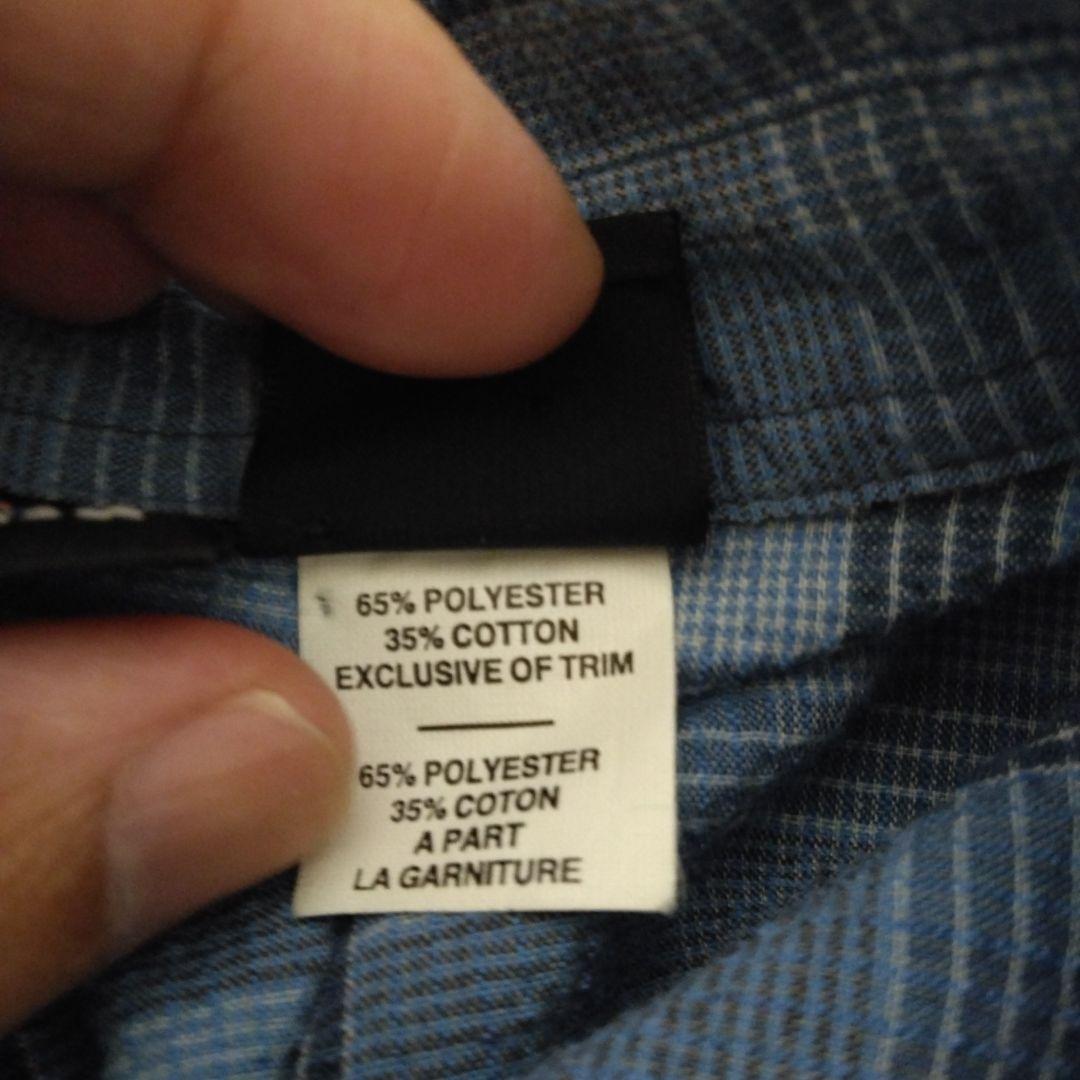 65% POLYESTER
35% COTTON
EXCLUSIVE OF TRIM
65% POLYESTER
35% COTON
A PART
LA GARNITURE